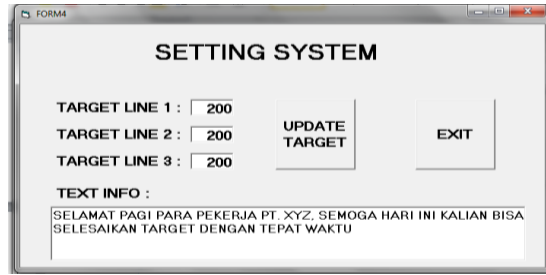 FORM4
SETTING SYSTEM
TARGET LINE 1 : 200
TARGET LINE 2 : 200
TARGET LINE 3 : 200
UPDATE
TARGET
EXIT
TEXT INFO :
SELAMAT PAGI PARA PEKERJA PT. XYZ, SEMOGA HARI INI KALIAN BISA
SELESAIKAN TARGET DENGAN TEPAT WAKTU